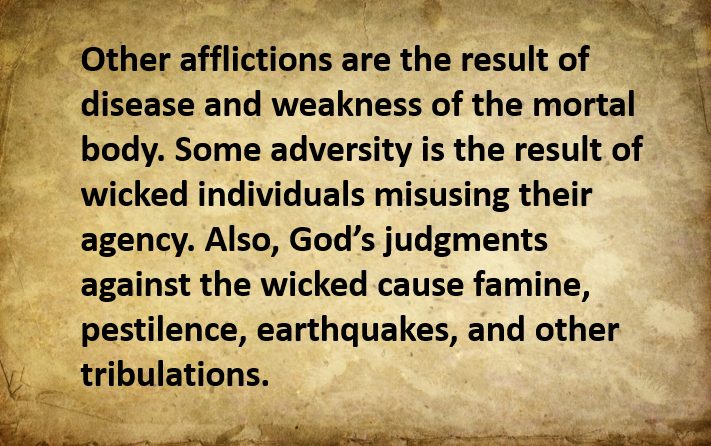 Other afflictions are the result of
disease and weakness of the mortal
body. Some adversity is the result of
wicked individuals misusing their
agency. Also, God’s judgments
against the wicked cause famine,
pestilence, earthquakes, and other
tribulations.